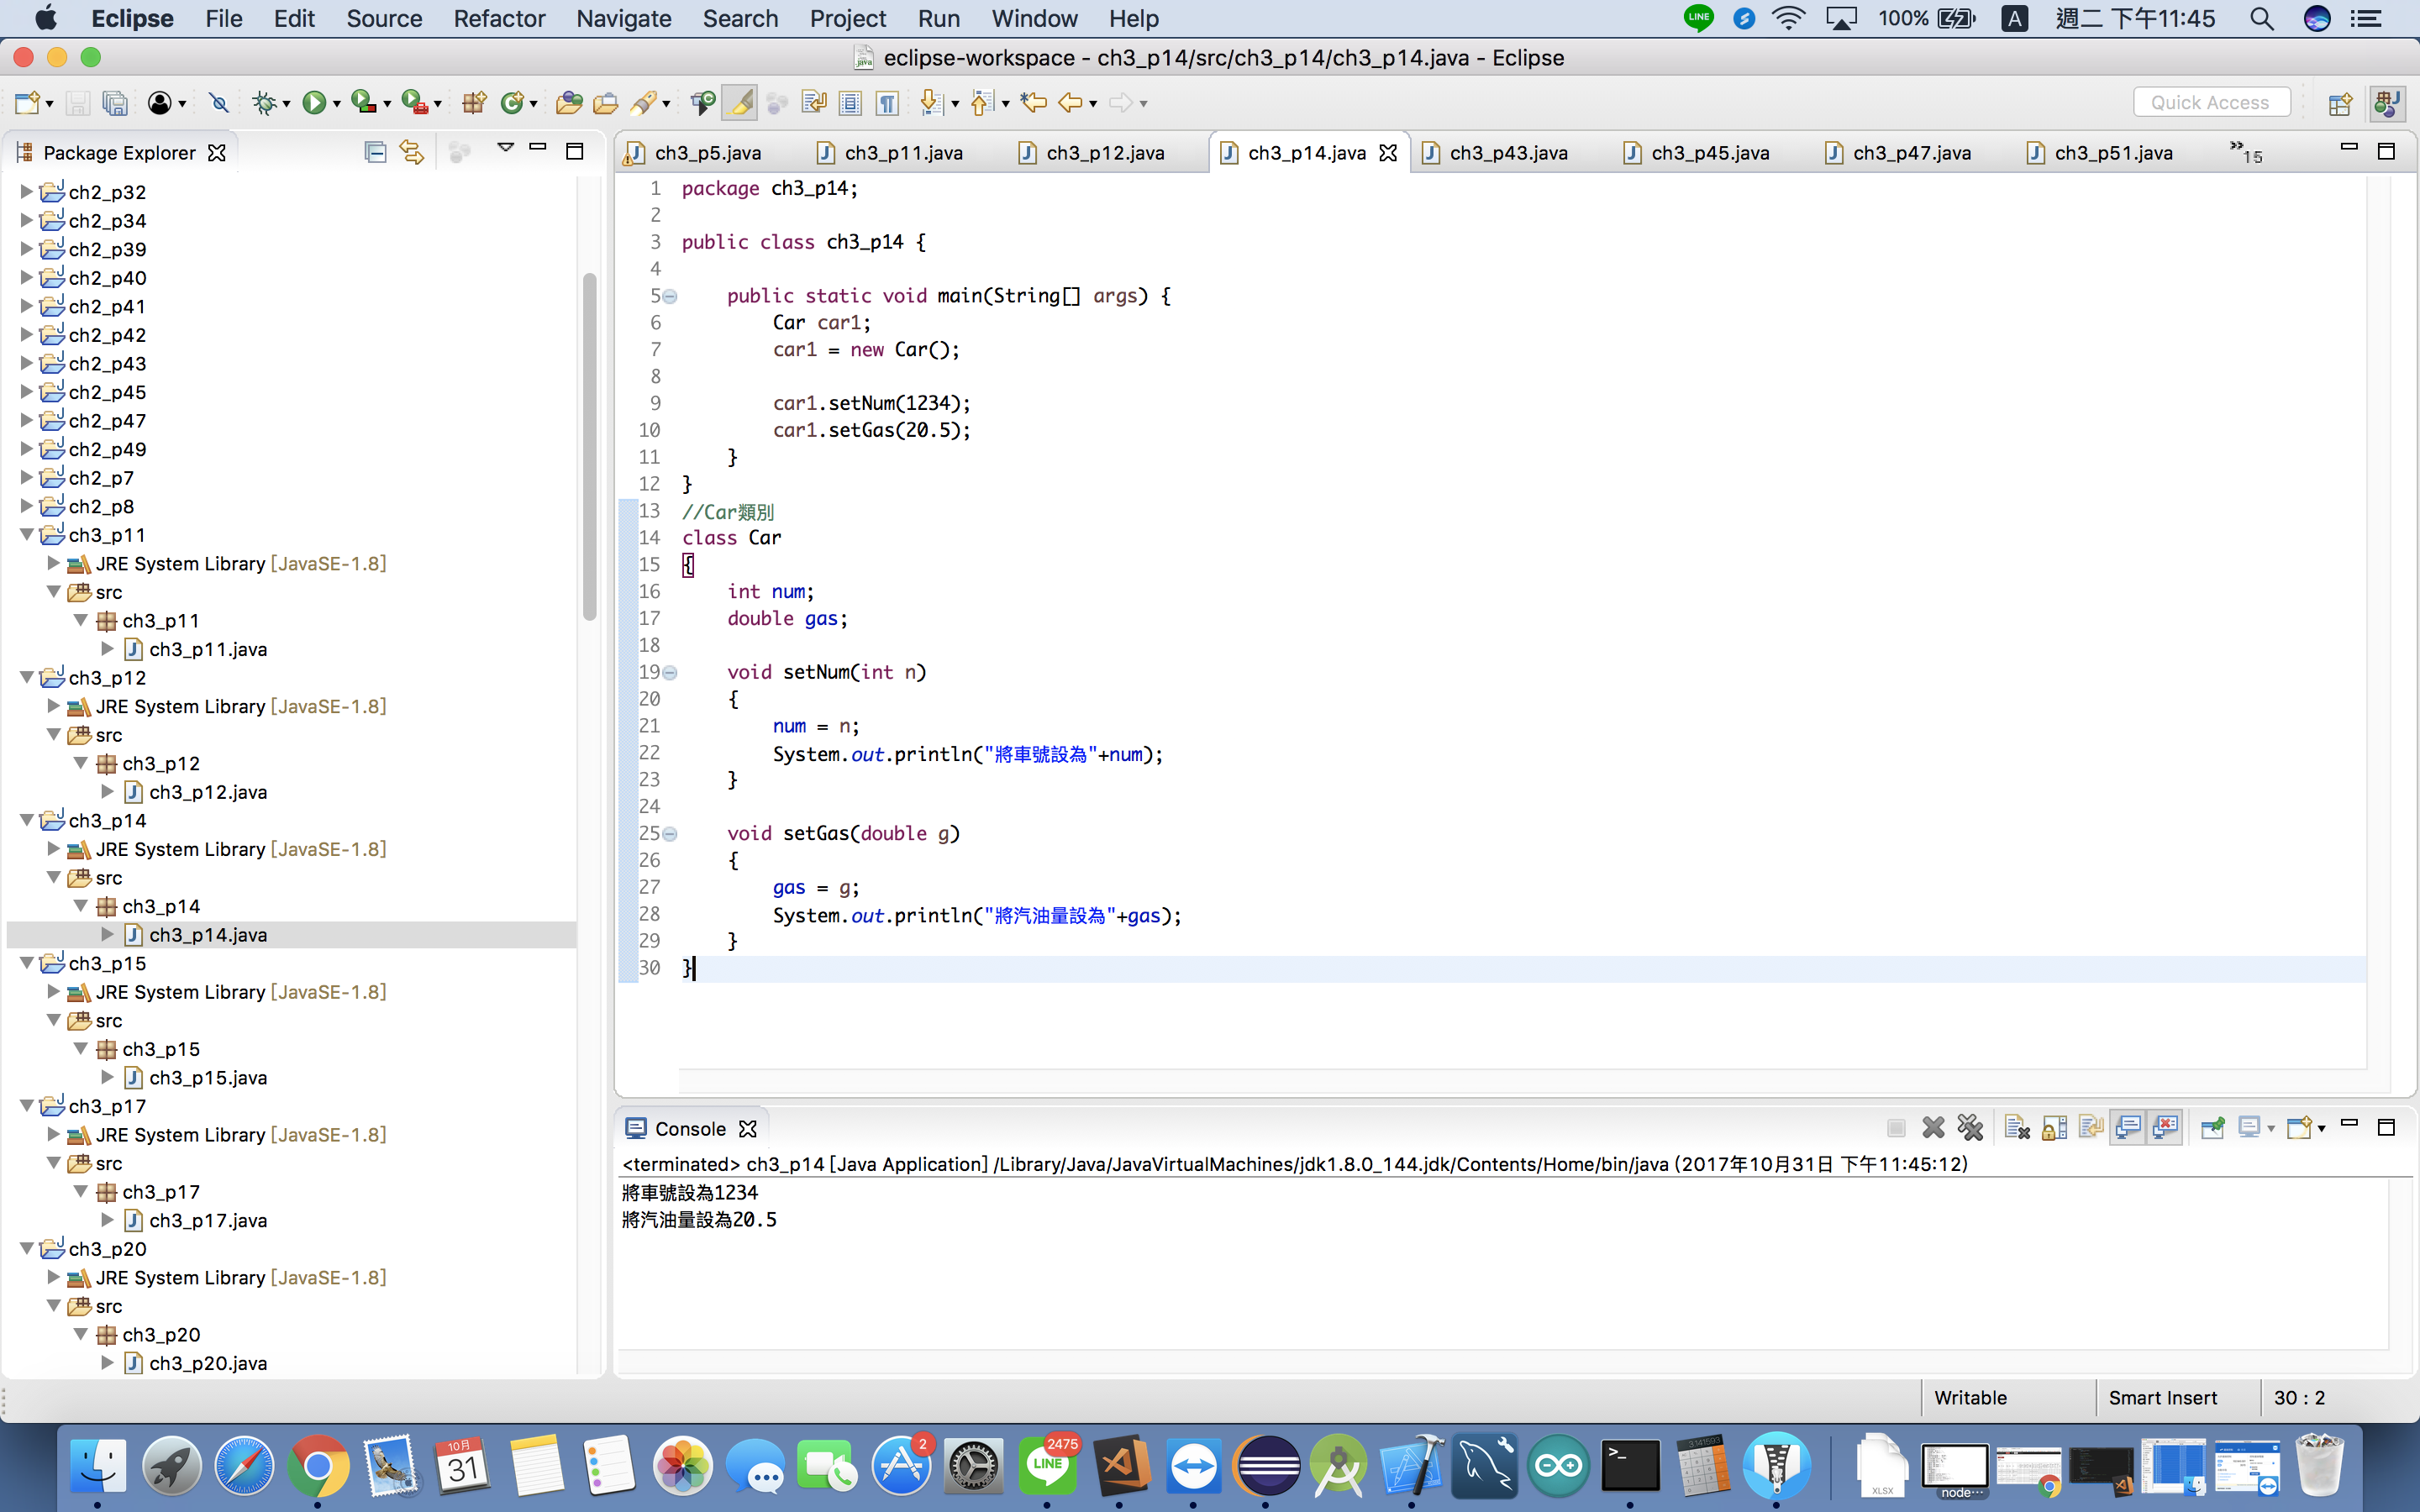 Eclipse File Edit Source Refactor Navigate Search Project Run Window Help LINE 100% A 週二 下午11:45
eclipse-workspace - ch3_p14/src/ch3_p14/ch3_p14.java - Eclipse
Quick Access
Package Explorer
ch2_p32
ch2_p34
ch2_p39
ch2_p40
ch2_p41
ch2_p42
ch2_p43
ch2_p45
ch2_p47
ch2_p49
ch2_p7
ch2_p8
ch3_p11
JRE System Library [JavaSE-1.8]
src
ch3_p11
ch3_p11.java
ch3_p12
JRE System Library [JavaSE-1.8]
src
ch3_p12
ch3_p12.java
ch3_p14
JRE System Library [JavaSE-1.8]
src
ch3_p14
ch3_p14.java
ch3_p15
JRE System Library [JavaSE-1.8]
src
ch3_p15
ch3_p15.java
ch3_p17
JRE System Library [JavaSE-1.8]
src
ch3_p17
ch3_p17.java
ch3_p20
JRE System Library [JavaSE-1.8]
src
ch3_p20
ch3_p20.java
ch3_p5.java ch3_p11.java ch3_p12.java ch3_p14.java ch3_p43.java ch3_p45.java ch3_p47.java ch3_p51.java »15
1 package ch3_p14;
2
3 public class ch3_p14 {
4
5 public static void main(String[] args) {
6 Car car1;
7 car1 = new Car();
8
9 car1.setNum(1234);
10 car1.setGas(20.5);
11 }
12 }
13 //Car類別
14 class Car
15 {
16 int num;
17 double gas;
18
19 void setNum(int n)
20 {
21 num = n;
22 System.out.println("將車號設為"+num);
23 }
24
25 void setGas(double g)
26 {
27 gas = g;
28 System.out.println("將汽油量設為"+gas);
29 }
30 }
Console
<terminated> ch3_p14 [Java Application] /Library/Java/JavaVirtualMachines/jdk1.8.0_144.jdk/Contents/Home/bin/java (2017年10月31日 下午11:45:12)
將車號設為1234
將汽油量設為20.5
Writable Smart Insert 30 : 2
10月
31
2
LINE
2475
XLSX
node…